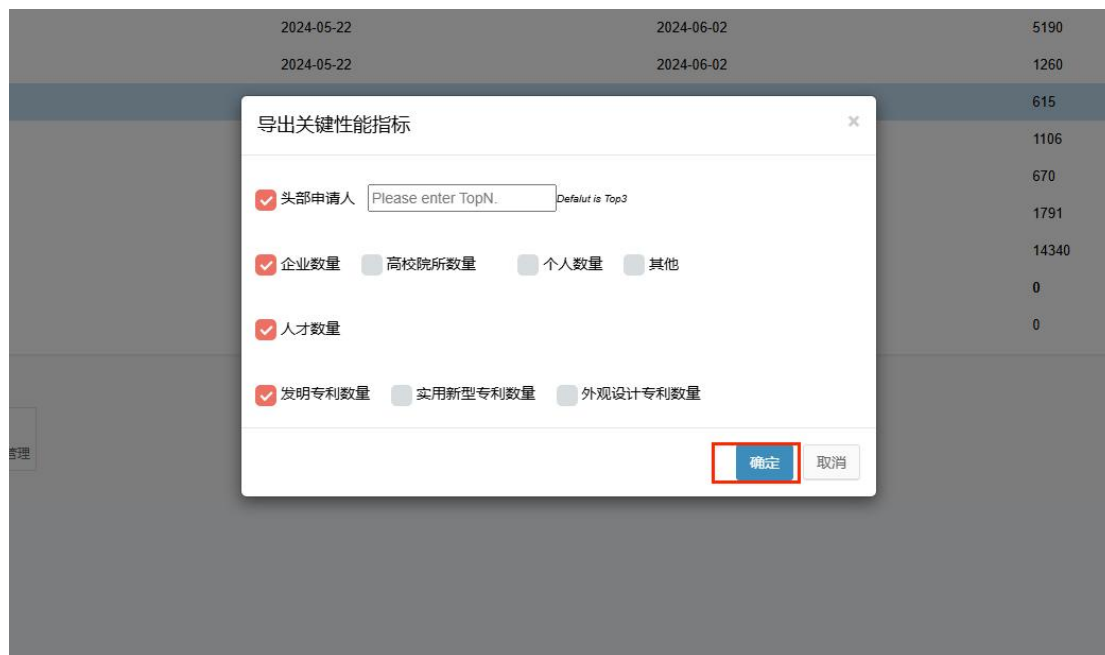 2024-05-22 2024-06-02 5190
2024-05-22 2024-06-02 1260
615
导出关键性能指标 ×
1106
670
头部申请人 Please enter TopN. Defalut is Top3
1791
14340
企业数量 高校院所数量 个人数量 其他
0
人才数量
0
发明专利数量 实用新型专利数量 外观设计专利数量
管理
确定 取消